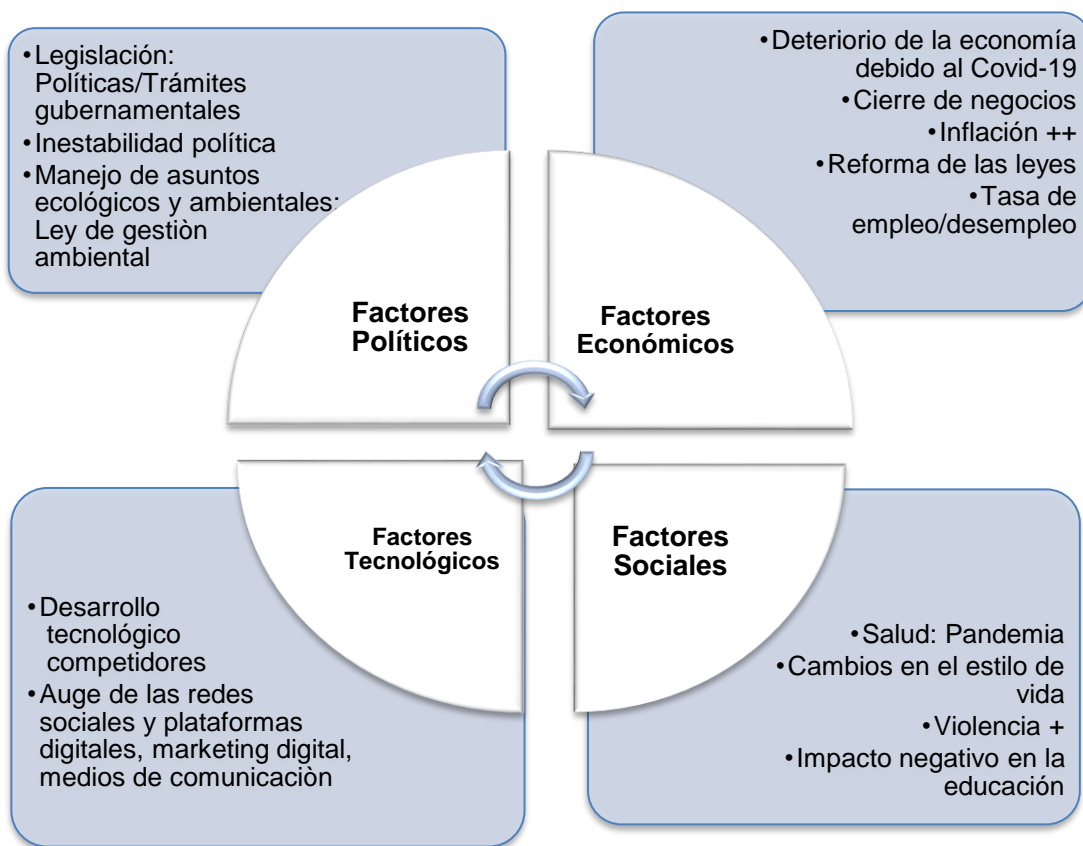 •Legislación:
Políticas/Trámites
gubernamentales
•Inestabilidad política
•Manejo de asuntos
ecológicos y ambientales:
Ley de gestiòn
ambiental
•Deterioro de la economía
debido al Covid-19
•Cierre de negocios
•Inflación ++
•Reforma de las leyes
•Tasa de
empleo/desempleo
Factores
Políticos
Factores
Económicos
Factores
Tecnológicos
Factores
Sociales
•Desarrollo
tecnológico
competidores
•Auge de las redes
sociales y plataformas
digitales, marketing digital,
medios de comunicaciòn
•Salud: Pandemia
•Cambios en el estilo de
vida
•Violencia +
•Impacto negativo en la
educación